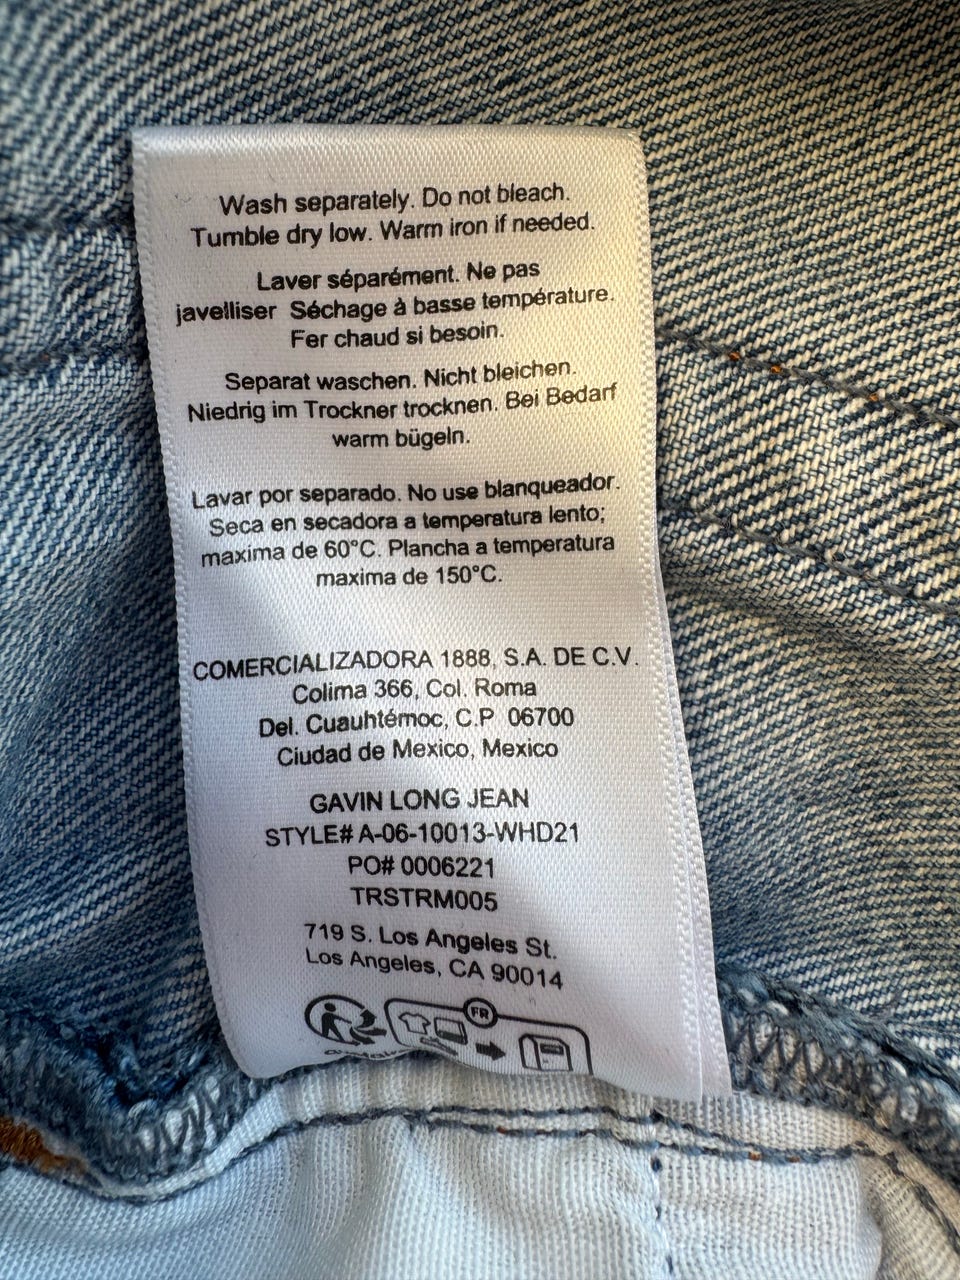 Wash separately. Do not bleach.
Tumble dry low. Warm iron if needed.
Laver séparément. Ne pas
javelliser Séchage à basse température.
Fer chaud si besoin.
Separat waschen. Nicht bleichen.
Niedrig im Trockner trocknen. Bei Bedarf
warm bügeln.
Lavar por separado. No use blanqueador.
Seca en secadora a temperatura lento;
maxima de 60°C. Plancha a temperatura
maxima de 150°C.
COMERCIALIZADORA 1888, S.A. DE C.V.
Colima 366, Col. Roma
Del. Cuauhtémoc, C.P 06700
Ciudad de Mexico, Mexico
GAVIN LONG JEAN
STYLE# A-06-10013-WHD21
PO# 0006221
TRSTRM005
719 S. Los Angeles St.
Los Angeles, CA 90014
FR